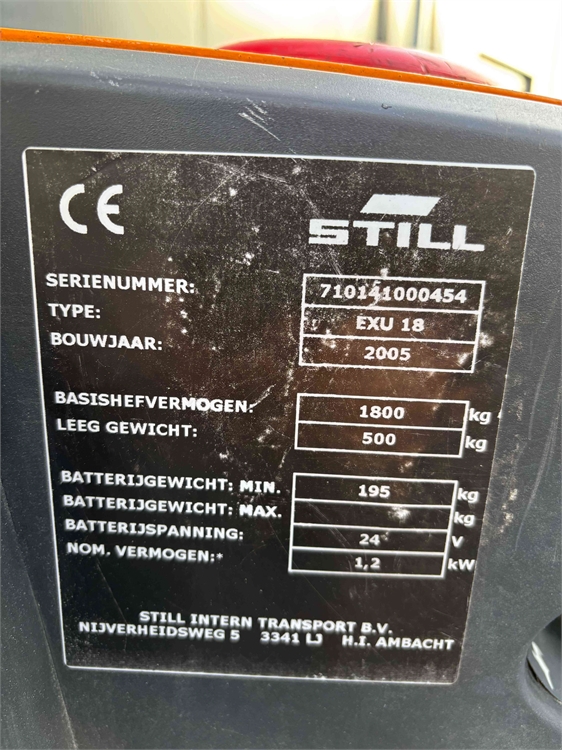 CE
STILL
SERIENUMMER: 710141000454
TYPE: EXU 18
BOUWJAAR: 2005
BASISHEFVERMOGEN: 1800 kg
LEEG GEWICHT: 500 kg
BATTERIJGEWICHT: MIN. 195 kg
BATTERIJGEWICHT: MAX. kg
BATTERIJSPANNING: 24 V
NOM. VERMOGEN:* 1,2 kW
STILL INTERN TRANSPORT B.V.
NIJVERHEIDSWEG 5 3341 LJ H.I. AMBACHT